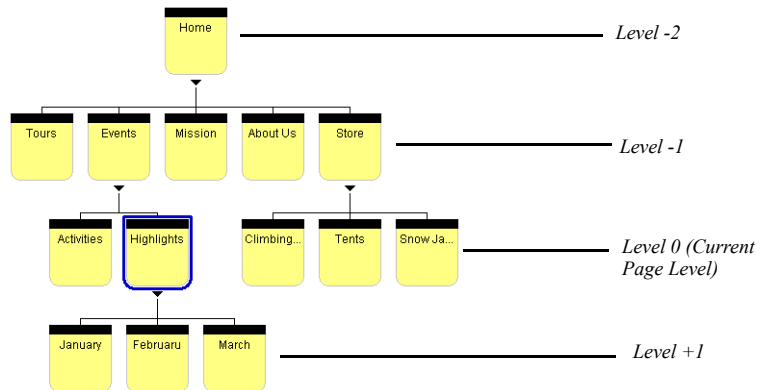 Home
Level -2
Tours
Events
Mission
About Us
Store
Level -1
Activities
Highlights
Climbing...
Tents
Snow Ja...
Level 0 (Current
Page Level)
January
Februaru
March
Level +1